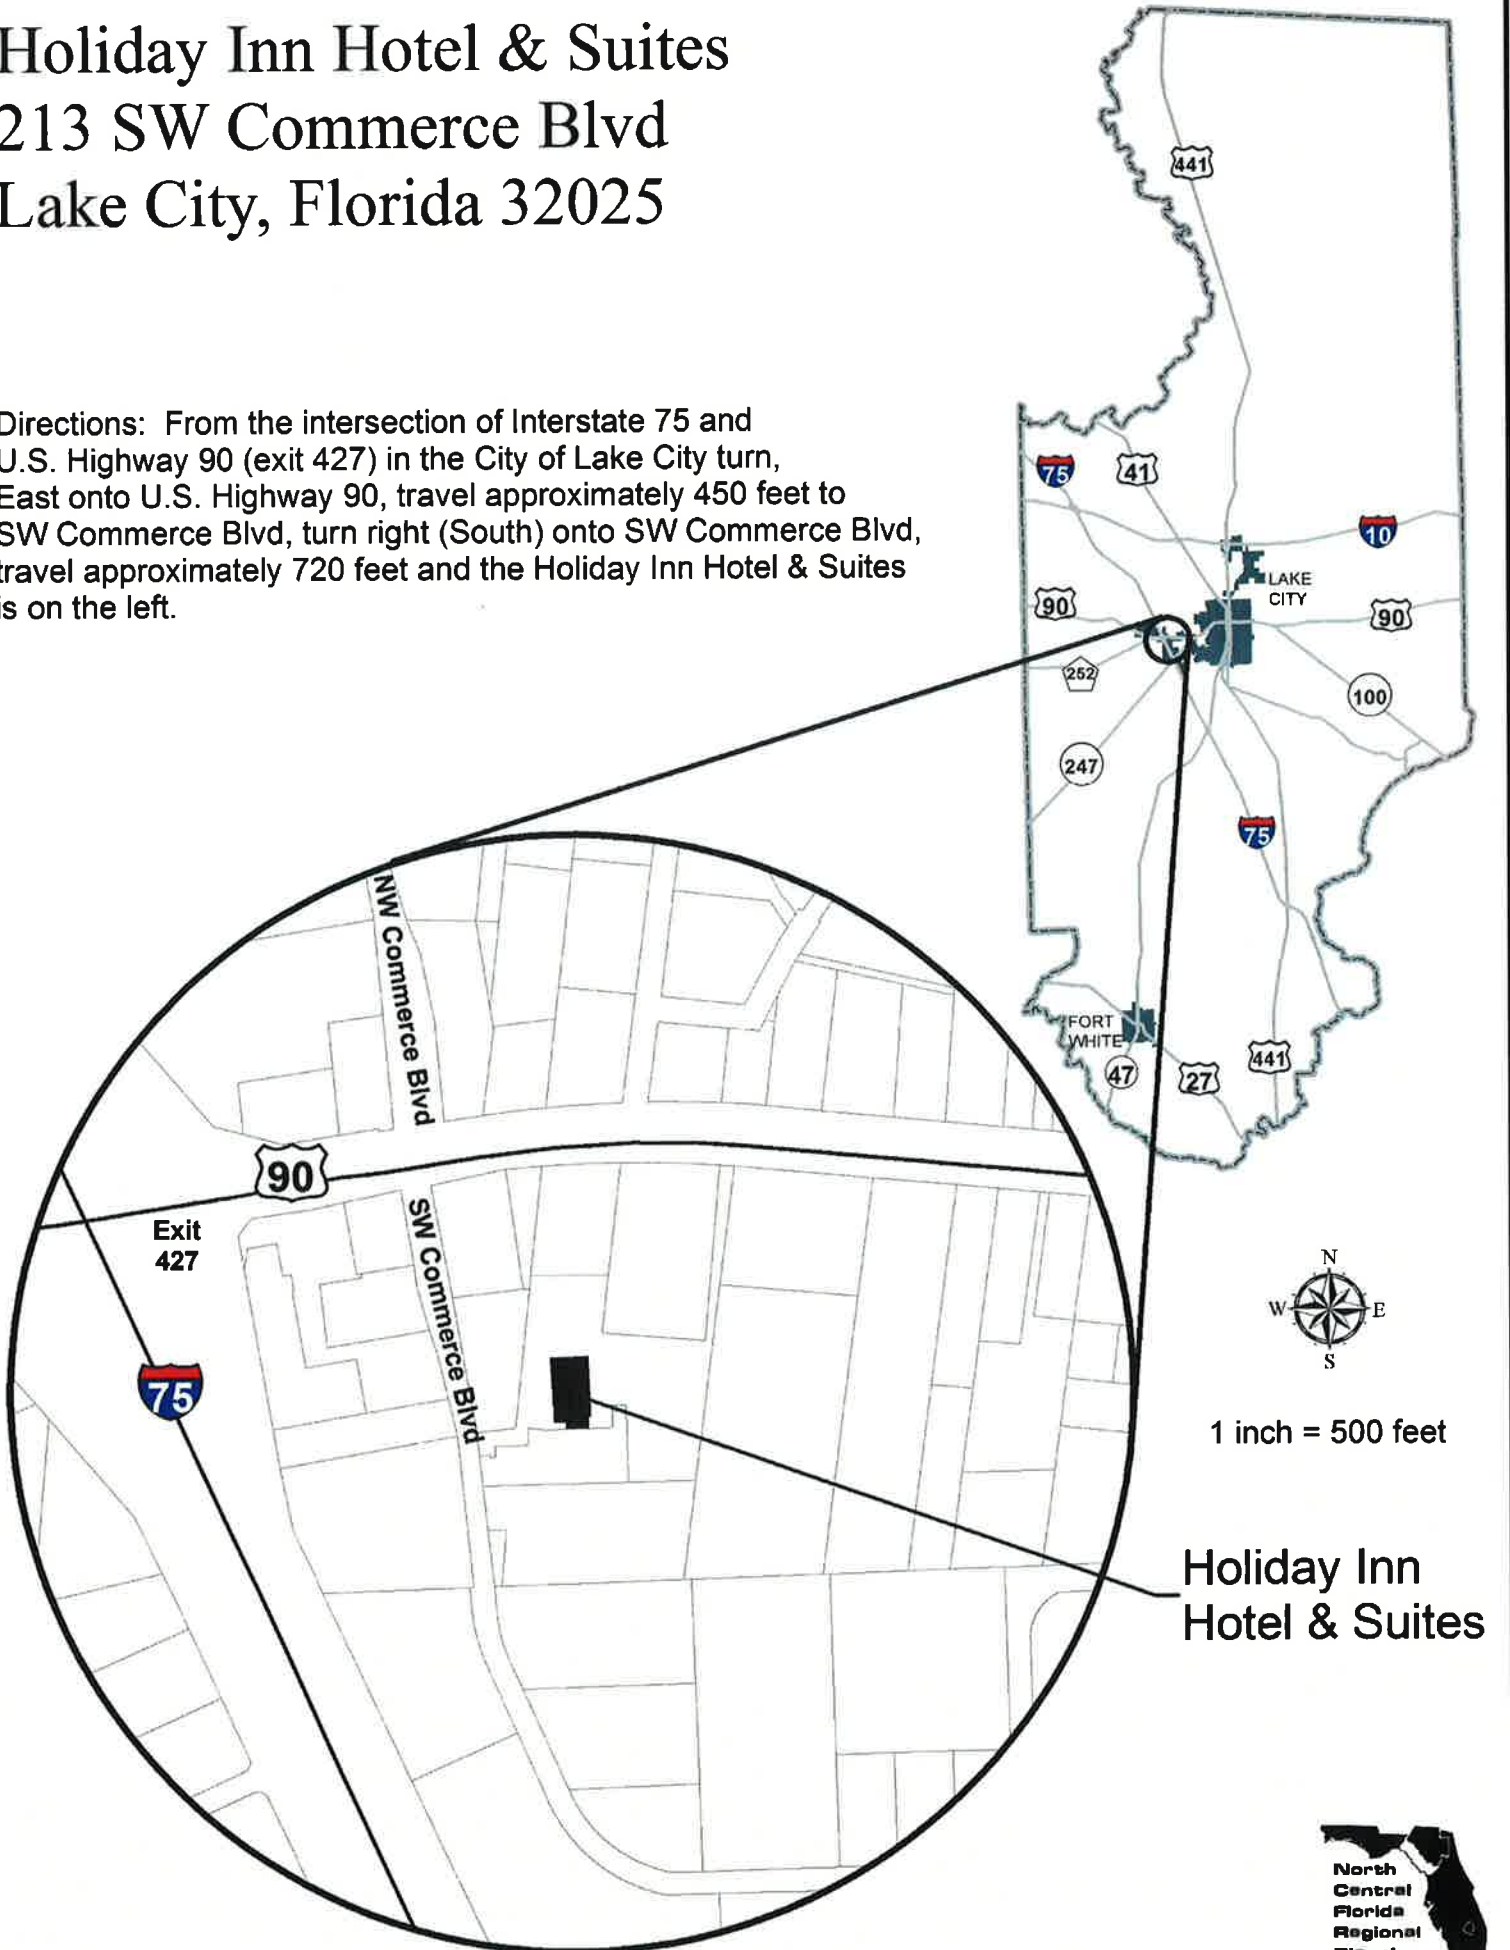 Holiday Inn Hotel & Suites
213 SW Commerce Blvd
Lake City, Florida 32025
Directions: From the intersection of Interstate 75 and
U.S. Highway 90 (exit 427) in the City of Lake City turn,
East onto U.S. Highway 90, travel approximately 450 feet to
SW Commerce Blvd, turn right (South) onto SW Commerce Blvd,
travel approximately 720 feet and the Holiday Inn Hotel & Suites
is on the left.
441
75
41
10
LAKE
CITY
90
90
252
100
247
75
FORT
WHITE
47
27
441
NW Commerce Blvd
90
Exit
427
SW Commerce Blvd
75
N
W
E
S
1 inch = 500 feet
Holiday Inn
Hotel & Suites
North
Central
Florida
Regional